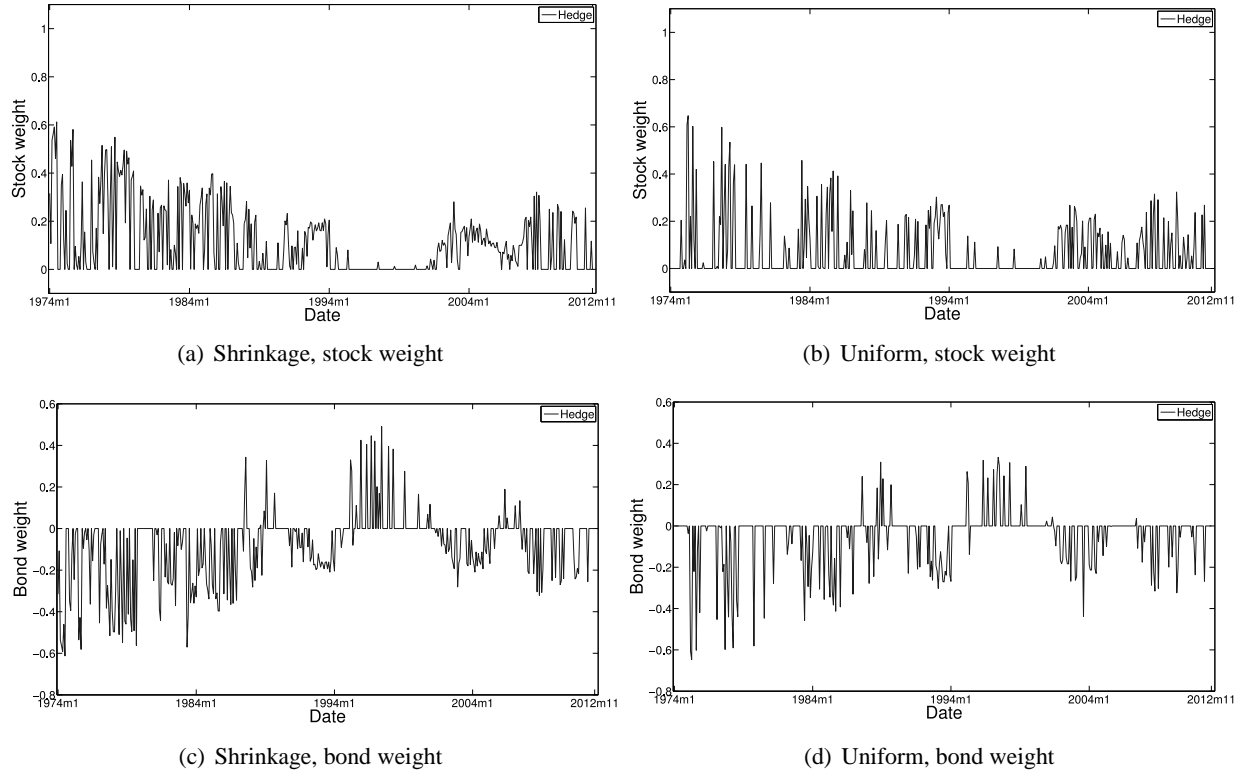 Hedge
1
0.8
0.6
0.4
0.2
0
Stock weight
1974m1 1984m1 1994m1 2004m1 2012m11
Date
(a) Shrinkage, stock weight
Hedge
1
0.8
0.6
0.4
0.2
0
Stock weight
1974m1 1984m1 1994m1 2004m1 2012m11
Date
(b) Uniform, stock weight
Hedge
0.6
0.4
0.2
0
−0.2
−0.4
−0.6
−0.8
Bond weight
1974m1 1984m1 1994m1 2004m1 2012m11
Date
(c) Shrinkage, bond weight
Hedge
0.6
0.4
0.2
0
−0.2
−0.4
−0.6
−0.8
Bond weight
1974m1 1984m1 1994m1 2004m1 2012m11
Date
(d) Uniform, bond weight